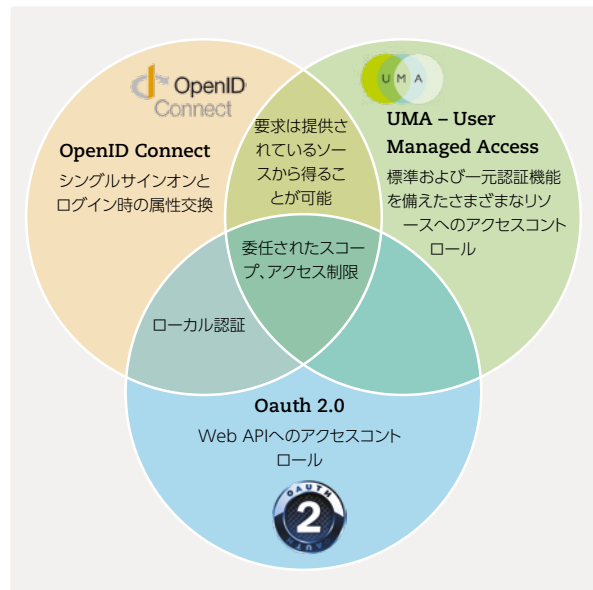 OpenID
Connect
OpenID Connect
シングルサインオンと
ログイン時の属性交換
要求は提供さ
れているソー
スから得るこ
とが可能
U M A
UMA – User
Managed Access
標準および一元認証機能
を備えたさまざまなリソ
ースへのアクセスコント
ロール
委任されたスコー
プ、アクセス制限
ローカル認証
Oauth 2.0
Web APIへのアクセスコント
ロール
OAUTH
2
OAUTH